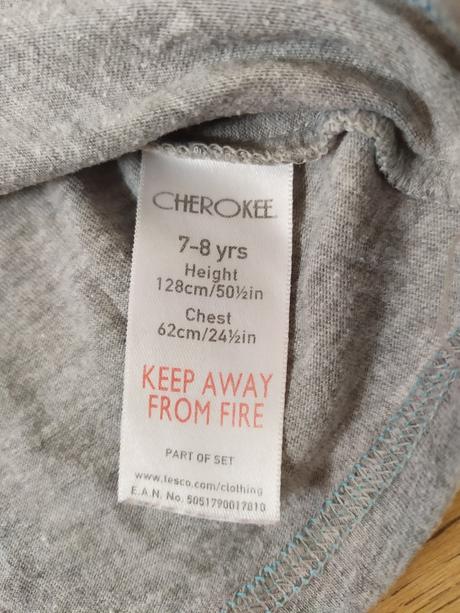 CHEROKEE
7-8 yrs
Height
128cm/50½in
Chest
62cm/24½in
KEEP AWAY
FROM FIRE
PART OF SET
www.tesco.com/clothing
E.A.N. No. 5051790017010